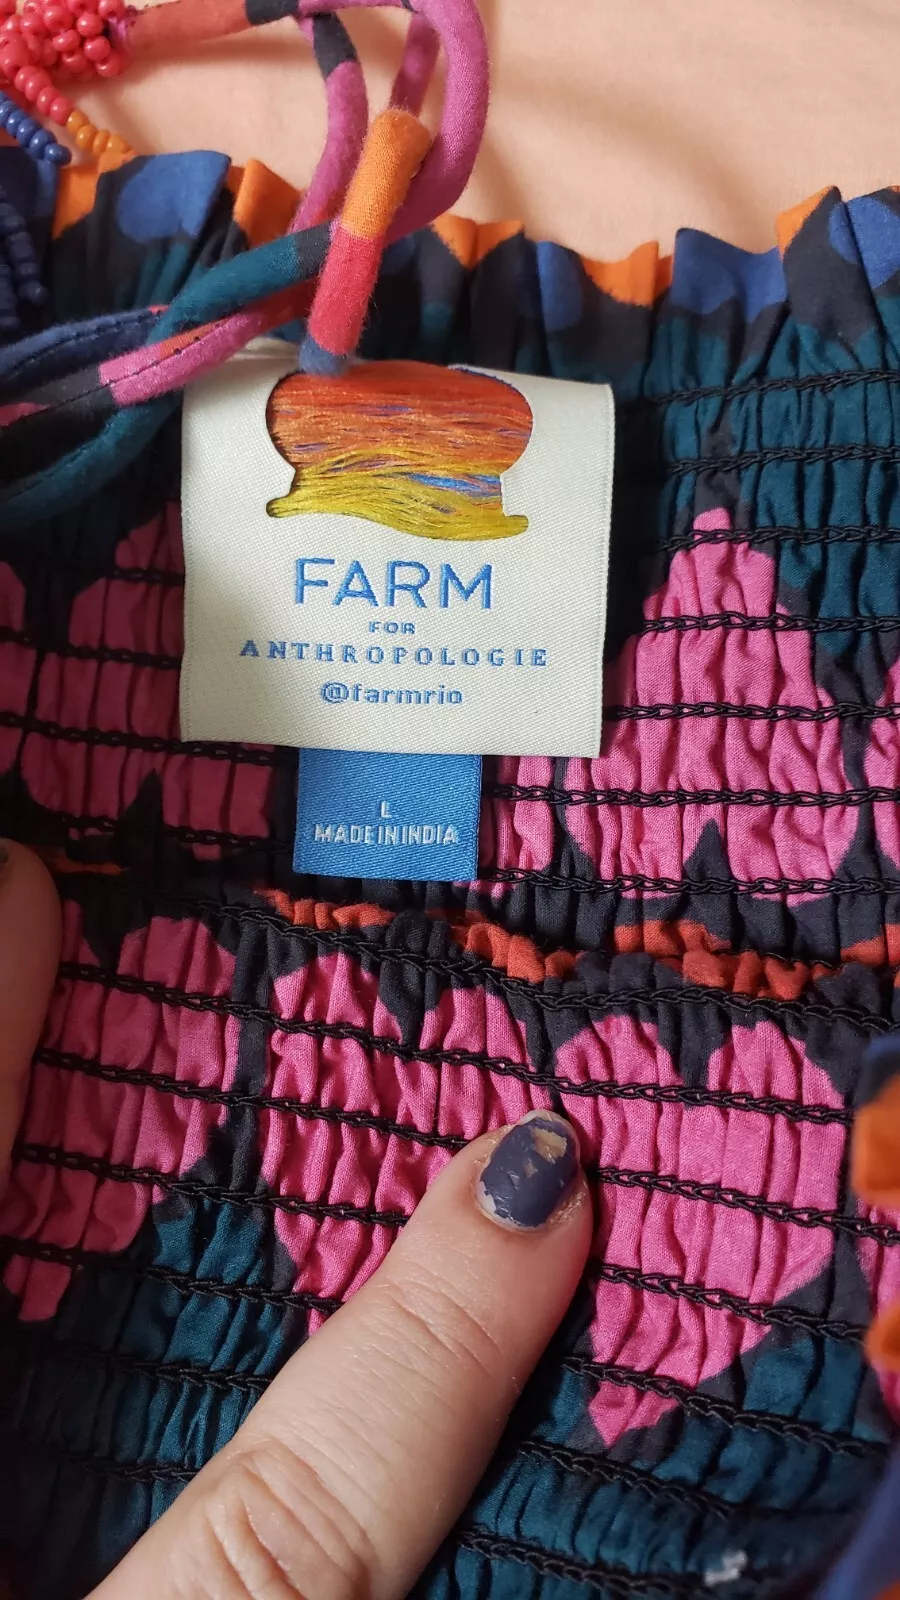 FARM
FOR
ANTHROPOLOGIE
@farmrio
L
MADE IN INDIA